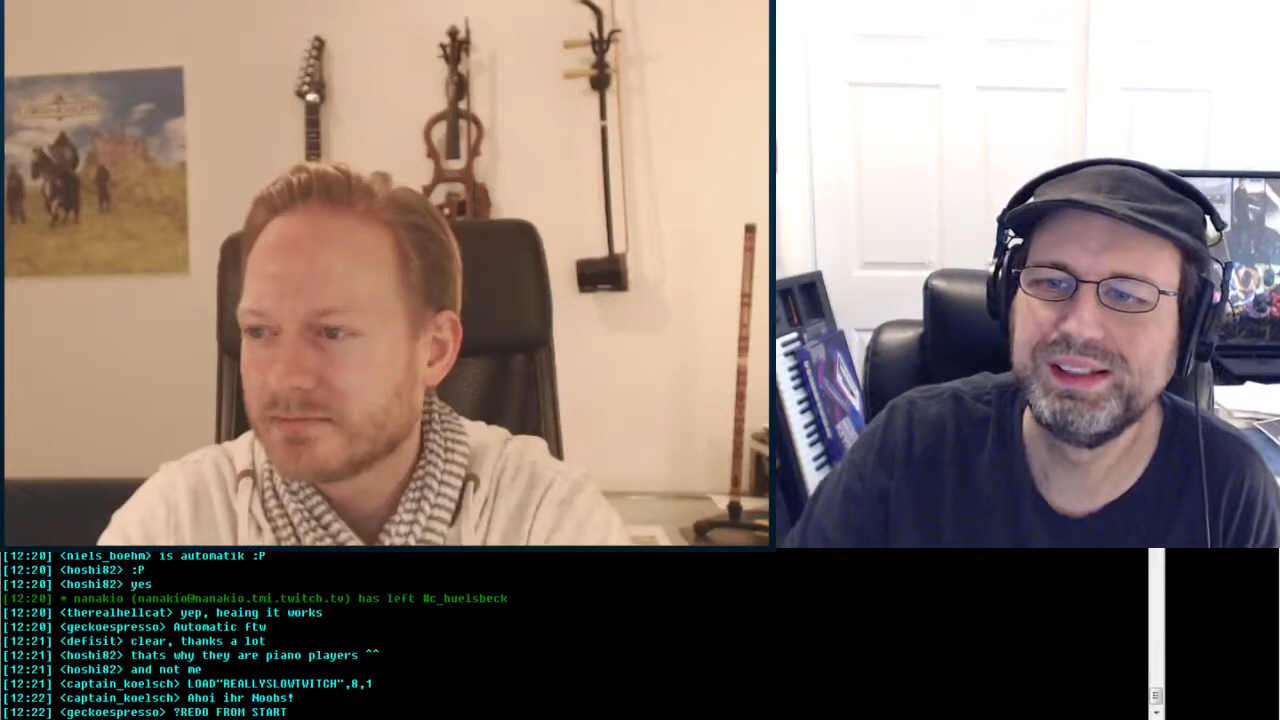 [12:20] <niels_boehm> is automatik :P
[12:20] <hoshi82> :P
[12:20] <hoshi82> yes
[12:20] * nanakio (nanakio@nanakio.tmi.twitch.tv) has left #c_huelsbeck
[12:20] <therealhellcat> yep, heaing it works
[12:20] <geckoespresso> Automatic ftw
[12:21] <defisit> clear, thanks a lot
[12:21] <hoshi82> thats why they are piano players ^^
[12:21] <hoshi82> and not me
[12:21] <captain_koelsch> LOAD"REALLYSLOWTWITCH",8,1
[12:22] <captain_koelsch> Ahoi ihr Noobs!
[12:22] <geckoespresso> ?REDO FROM START